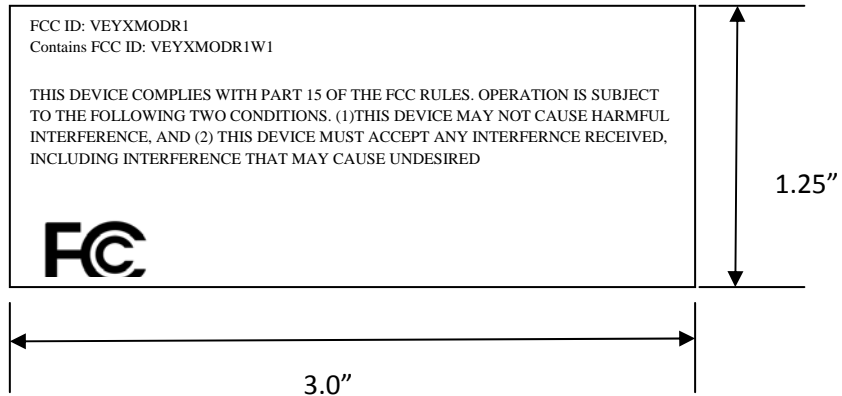 FCC ID: VEYXMODR1
Contains FCC ID: VEYXMODR1W1
THIS DEVICE COMPLIES WITH PART 15 OF THE FCC RULES. OPERATION IS SUBJECT
TO THE FOLLOWING TWO CONDITIONS. (1)THIS DEVICE MAY NOT CAUSE HARMFUL
INTERFERENCE, AND (2) THIS DEVICE MUST ACCEPT ANY INTERFERNCE RECEIVED,
INCLUDING INTERFERENCE THAT MAY CAUSE UNDESIRED
FC
1.25”
3.0”